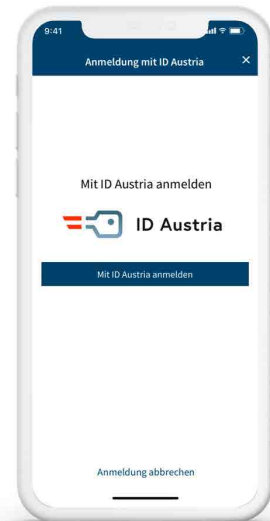 9:41
Anmeldung mit ID Austria ×
Mit ID Austria anmelden
ID Austria
Mit ID Austria anmelden
Anmeldung abbrechen